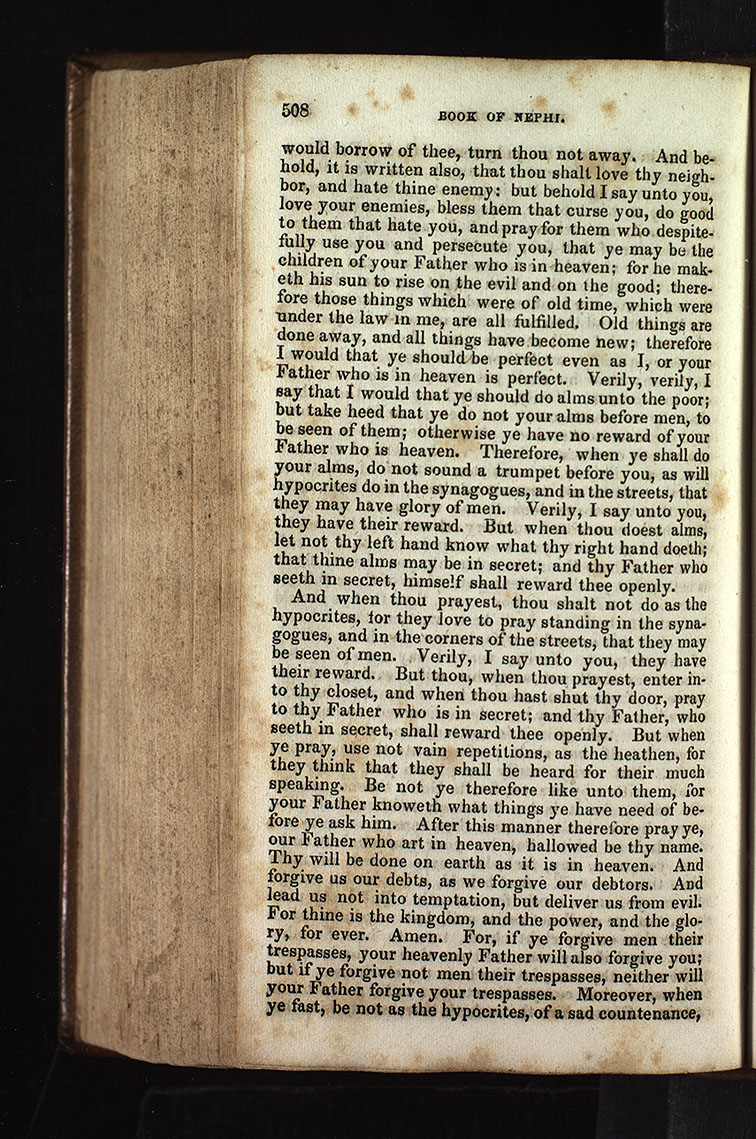 508
BOOK OF NEPHI.
would borrow of thee, turn thou not away. And be-
hold, it is written also, that thou shalt love thy neigh-
bor, and hate thine enemy: but behold I say unto you,
love your enemies, bless them that curse you, do good
to them that hate you, and pray for them who despite-
fully use you and persecute you, that ye may be the
children of your Father who is in heaven; for he mak-
eth his sun to rise on the evil and on the good; there-
fore those things which were of old time, which were
under the law in me, are all fulfilled. Old things are
done away, and all things have become new; therefore
I would that ye should be perfect even as I, or your
Father who is in heaven is perfect. Verily, verily, I
say that I would that ye should do alms unto the poor;
but take heed that ye do not your alms before men, to
be seen of them; otherwise ye have no reward of your
Father who is heaven. Therefore, when ye shall do
your alms, do not sound a trumpet before you, as will
hypocrites do in the synagogues, and in the streets, that
they may have glory of men. Verily, I say unto you,
they have their reward. But when thou doest alms,
let not thy left hand know what thy right hand doeth;
that thine alms may be in secret; and thy Father who
seeth in secret, himself shall reward thee openly.
And when thou prayest, thou shalt not do as the
hypocrites, for they love to pray standing in the syna-
gogues, and in the corners of the streets, that they may
be seen of men. Verily, I say unto you, they have
their reward. But thou, when thou prayest, enter in-
to thy closet, and when thou hast shut thy door, pray
to thy Father who is in secret; and thy Father, who
seeth in secret, shall reward thee openly. But when
ye pray, use not vain repetitions, as the heathen, for
they think that they shall be heard for their much
speaking. Be not ye therefore like unto them, for
your Father knoweth what things ye have need of be-
fore ye ask him. After this manner therefore pray ye,
our Father who art in heaven, hallowed be thy name.
Thy will be done on earth as it is in heaven. And
forgive us our debts, as we forgive our debtors. And
lead us not into temptation, but deliver us from evil.
For thine is the kingdom, and the power, and the glo-
ry, for ever. Amen. For, if ye forgive men their
trespasses, your heavenly Father will also forgive you;
but if ye forgive not men their trespasses, neither will
your Father forgive your trespasses. Moreover, when
ye fast, be not as the hypocrites, of a sad countenance,